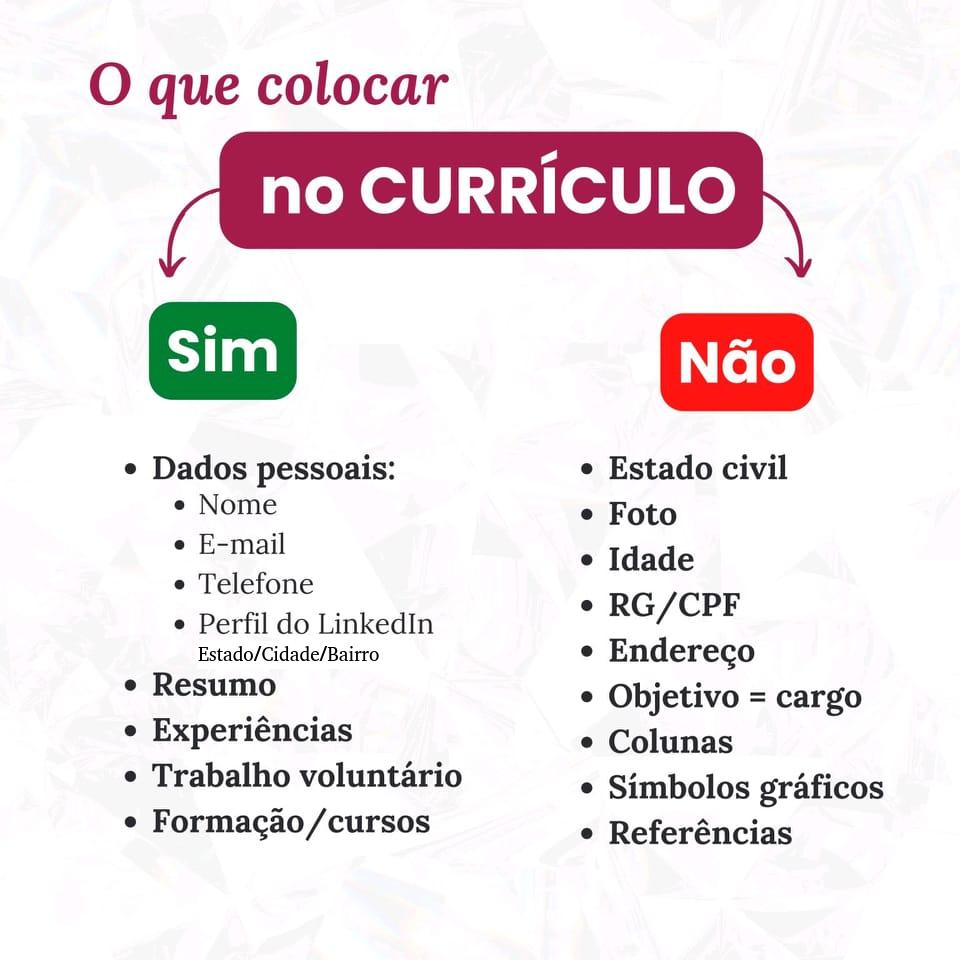 O que colocar
no CURRÍCULO
Sim
Não
• Dados pessoais:
• Nome
• E-mail
• Telefone
• Perfil do LinkedIn
Estado/Cidade/Bairro
• Resumo
• Experiências
• Trabalho voluntário
• Formação/cursos
• Estado civil
• Foto
• Idade
• RG/CPF
• Endereço
• Objetivo = cargo
• Colunas
• Símbolos gráficos
• Referências